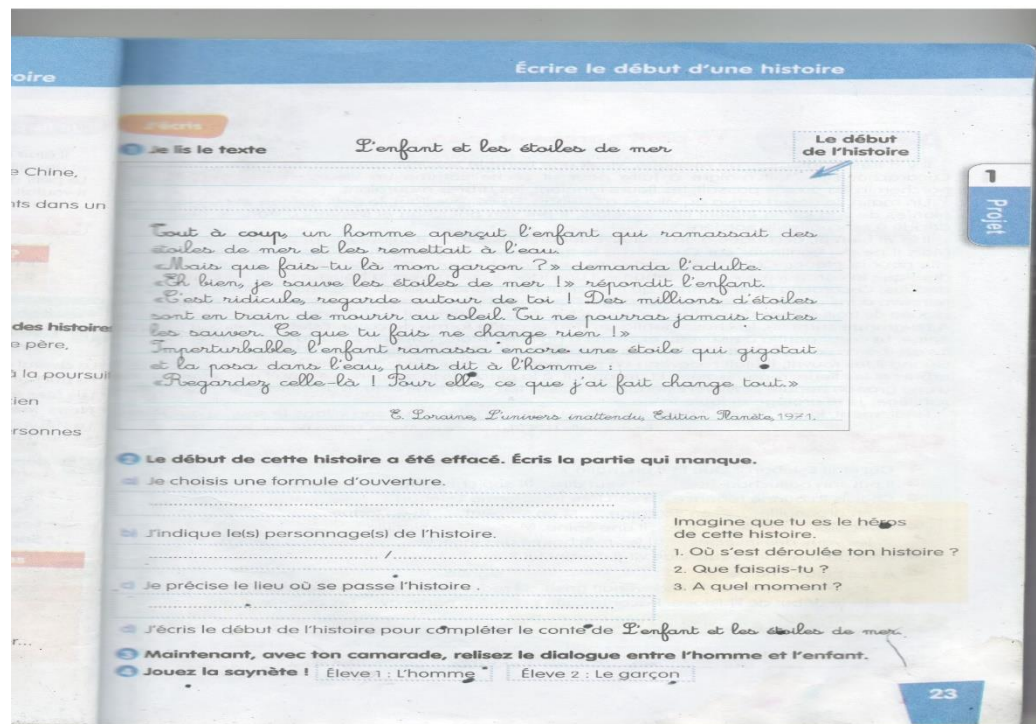 oire
e Chine,
ts dans un
?
des histoire
e père,
à la poursui
ien
rsonnes
r...
Écrire le début d'une histoire
J'écris
1 Je lis le texte
L'enfant et les étoiles de mer
Le début
de l'histoire
1
Projet
Tout à coup, un homme aperçut l'enfant qui ramassait des
étoiles de mer et les remettait à l'eau.
«Mais que fais-tu là mon garçon ?» demanda l'adulte.
«Eh bien, je sauve les étoiles de mer !» répondit l'enfant.
«C'est ridicule, regarde autour de toi ! Des millions d'étoiles
sont en train de mourir au soleil. Tu ne pourras jamais toutes
les sauver. Ce que tu fais ne change rien !»
Imperturbable, l'enfant ramassa encore une étoile qui gigotait
et la posa dans l'eau, puis dit à l'homme :
«Regardez celle-là ! Pour elle, ce que j'ai fait change tout.»
E. Loraine, L'univers inattendu, Edition Planète, 1971.
2 Le début de cette histoire a été effacé. Écris la partie qui manque.
a) Je choisis une formule d'ouverture.
b) J'indique le(s) personnage(s) de l'histoire.
c) Je précise le lieu où se passe l'histoire .
Imagine que tu es le héros
de cette histoire.
1. Où s'est déroulée ton histoire ?
2. Que faisais-tu ?
3. A quel moment ?
d) J'écris le début de l'histoire pour compléter le conte de L'enfant et les étoiles de mer.
3 Maintenant, avec ton camarade, relisez le dialogue entre l'homme et l'enfant.
4 Jouez la saynète ! Éleve 1 : L'homme Éleve 2 : Le garçon
23